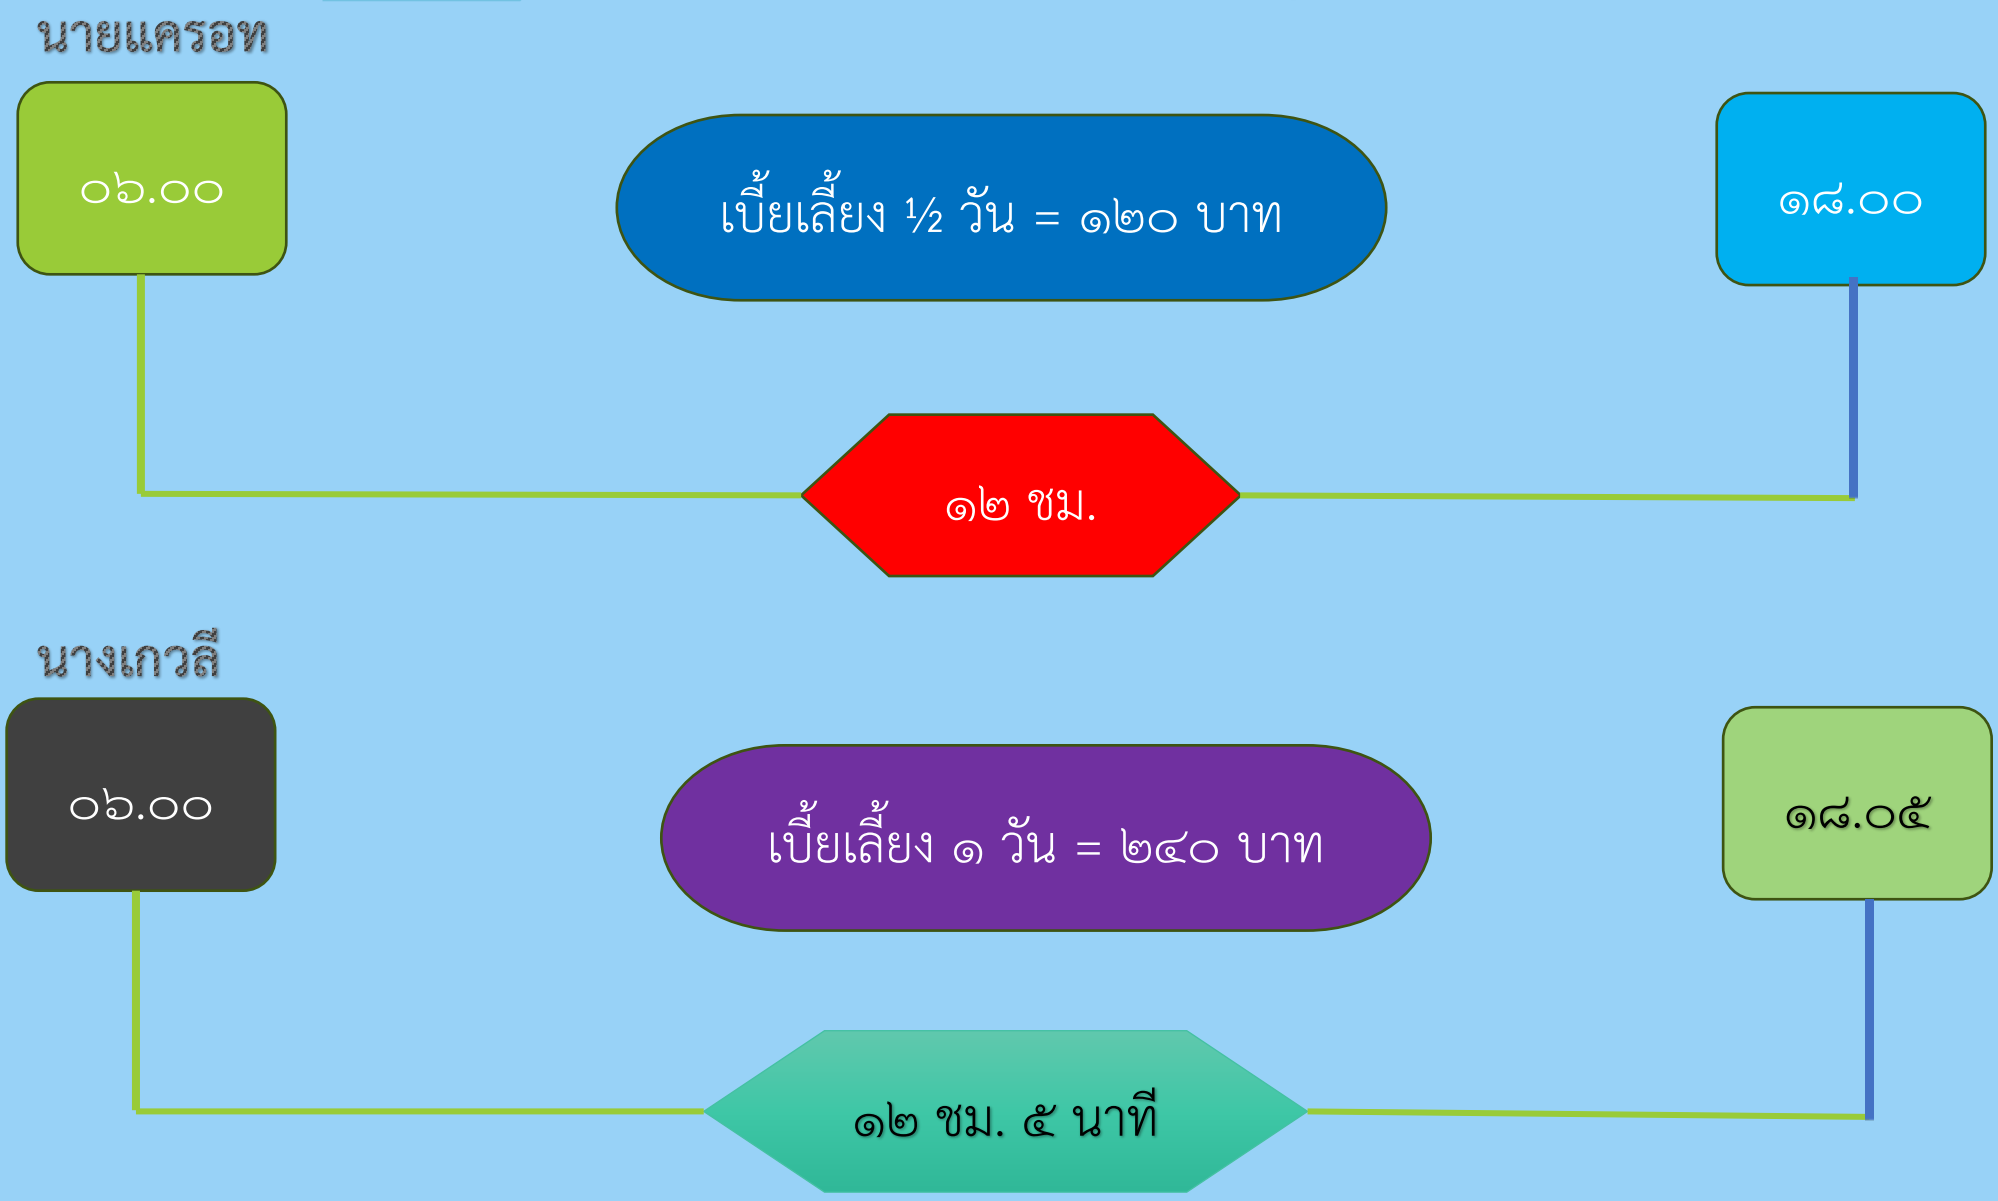 นายแครอท
๐๖.๐๐
เบี้ยเลี้ยง ½ วัน = ๑๒๐ บาท
๑๘.๐๐
๑๒ ชม.
นางเกวลี
๐๖.๐๐
เบี้ยเลี้ยง ๑ วัน = ๒๔๐ บาท
๑๘.๐๕
๑๒ ชม. ๕ นาที